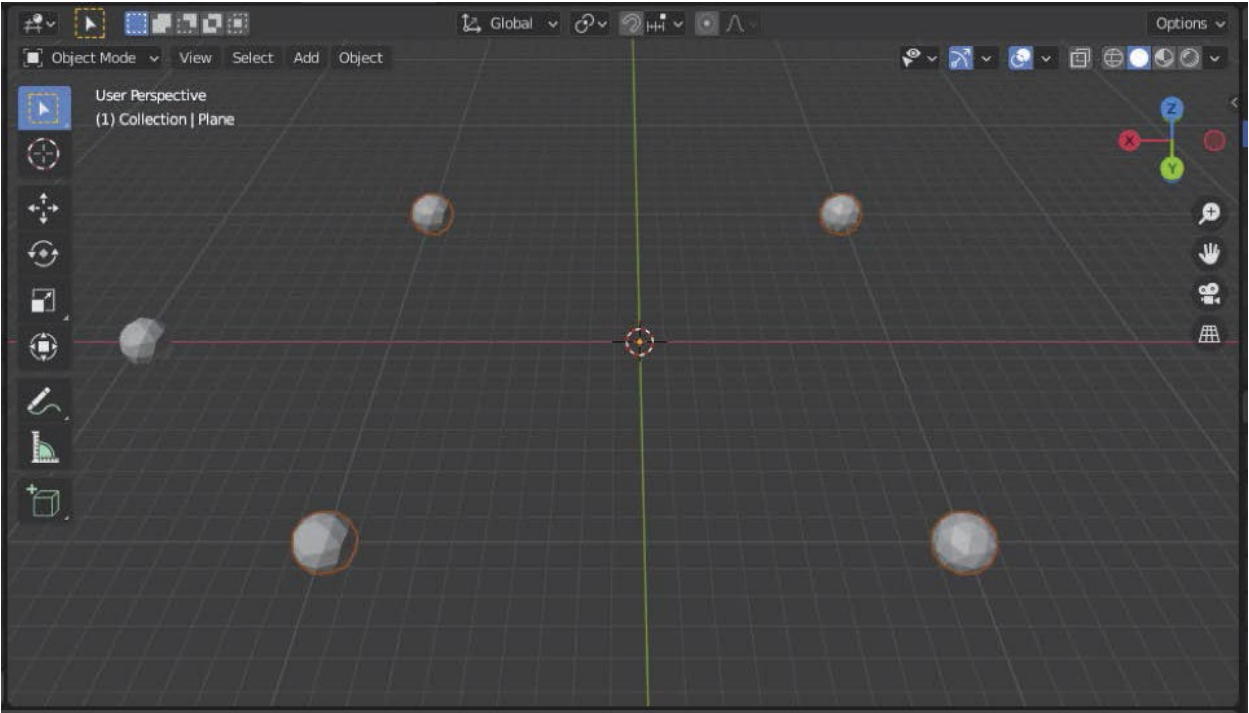 Global
Options
Object Mode View Select Add Object
User Perspective
(1) Collection | Plane
Z
X
Y